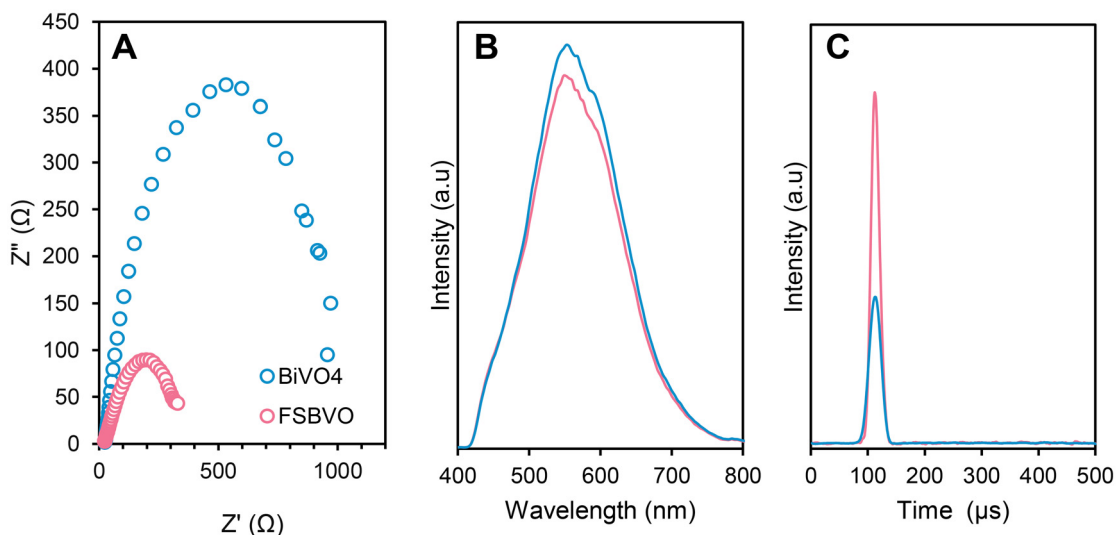 A
450
400
350
300
250
200
150
100
50
0
Z" (Ω)
0
500
1000
Z' (Ω)
BiVO4
FSBVO
B
Intensity (a.u)
400
500
600
700
800
Wavelength (nm)
C
Intensity (a.u)
0
100
200
300
400
500
Time (µs)